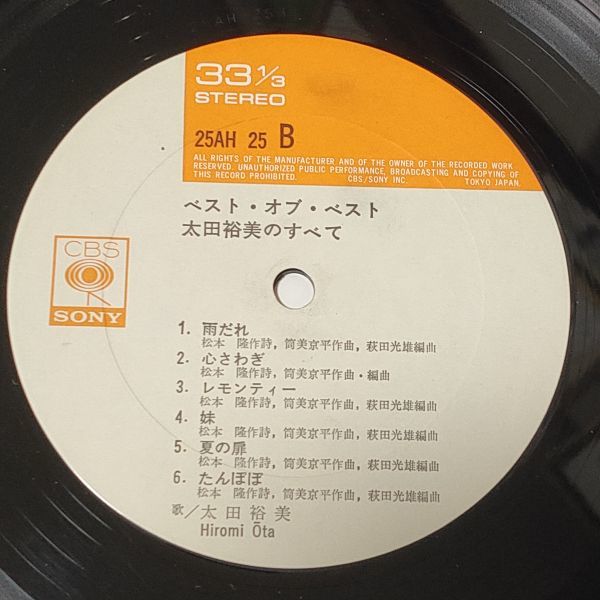 33 1/3
STEREO
25AH 25 B
ALL RIGHTS OF THE MANUFACTURER AND OF THE OWNER OF THE RECORDED WORK
RESERVED. UNAUTHORIZED PUBLIC PERFORMANCE, BROADCASTING AND COPYING OF
THIS RECORD PROHIBITED. CBS/SONY INC. TOKYO JAPAN.
ベスト・オブ・ベスト
太田裕美のすべて
CBS
SONY
1. 雨だれ
松本 隆作詩, 筒美京平作曲, 萩田光雄編曲
2. 心さわぎ
松本 隆作詩, 筒美京平作曲・編曲
3. レモンティー
松本 隆作詩, 筒美京平作曲, 萩田光雄編曲
4. 妹
松本 隆作詩, 筒美京平作曲, 萩田光雄編曲
5. 夏の扉
松本 隆作詩, 筒美京平作曲, 萩田光雄編曲
6. たんぽぽ
松本 隆作詩, 筒美京平作曲, 萩田光雄編曲
歌/太田裕美
Hiromi Ōta